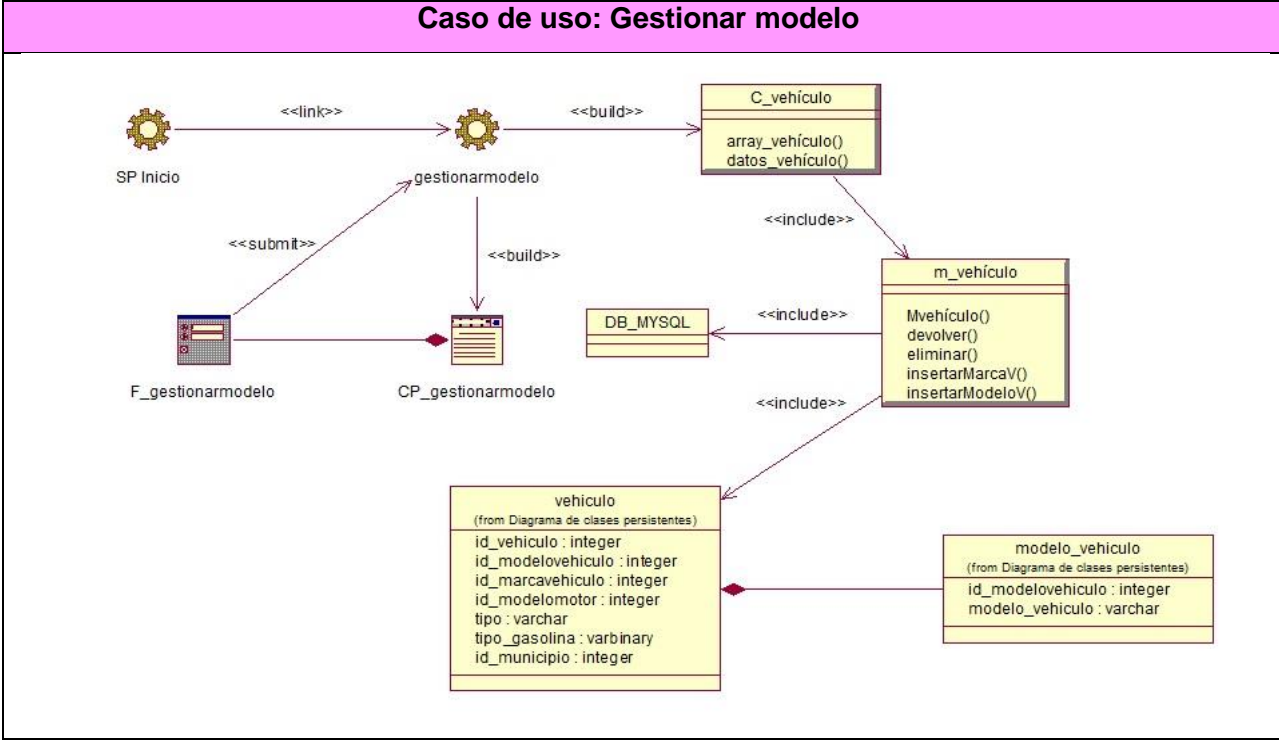 Caso de uso: Gestionar modelo
<<link>>
<<build>>
C_vehículo
array_vehículo()
datos_vehículo()
SP Inicio
gestionarmodelo
<<submit>>
<<build>>
<<include>>
m_vehículo
Mvehículo()
devolver()
eliminar()
insertarMarcaV()
insertarModeloV()
DB_MYSQL
<<include>>
F_gestionarmodelo
CP_gestionarmodelo
<<include>>
vehiculo
(from Diagrama de clases persistentes)
id_vehiculo : integer
id_modelovehiculo : integer
id_marcavehiculo : integer
id_modelomotor : integer
tipo : varchar
tipo_gasolina : varbinary
id_municipio : integer
modelo_vehiculo
(from Diagrama de clases persistentes)
id_modelovehiculo : integer
modelo_vehiculo : varchar